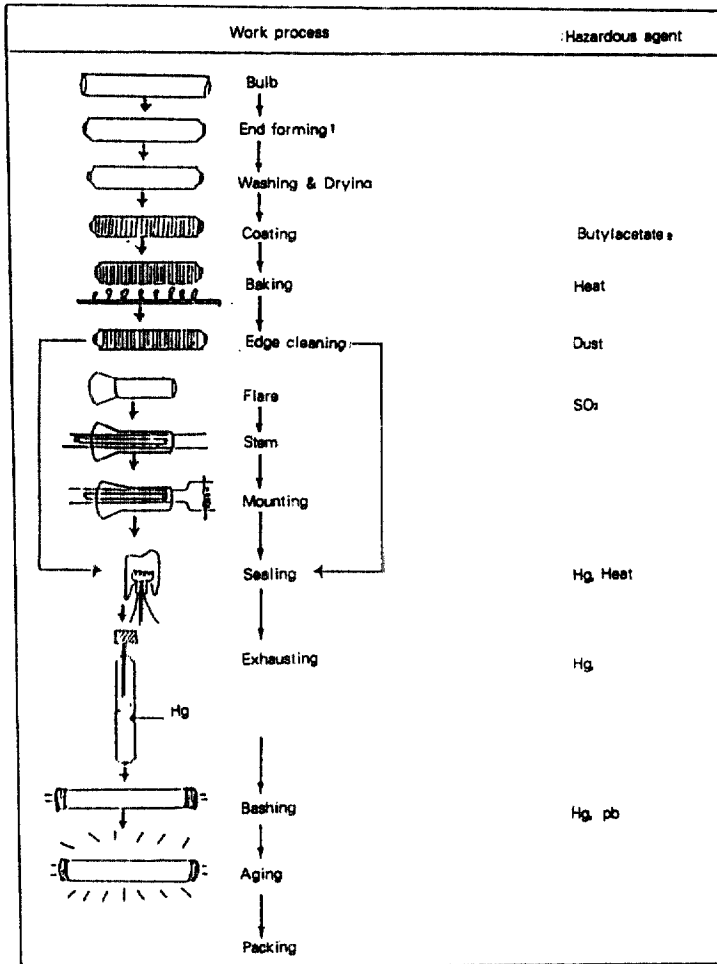 Work process Hazardous agent
Bulb
End forming
Washing & Drying
Coating Butylacetate
Baking Heat
Edge cleaning Dust
Flare SO₂
Stem
Mounting
Sealing Hg, Heat
Exhausting Hg,
Hg
Bashing Hg, pb
Aging
Packing